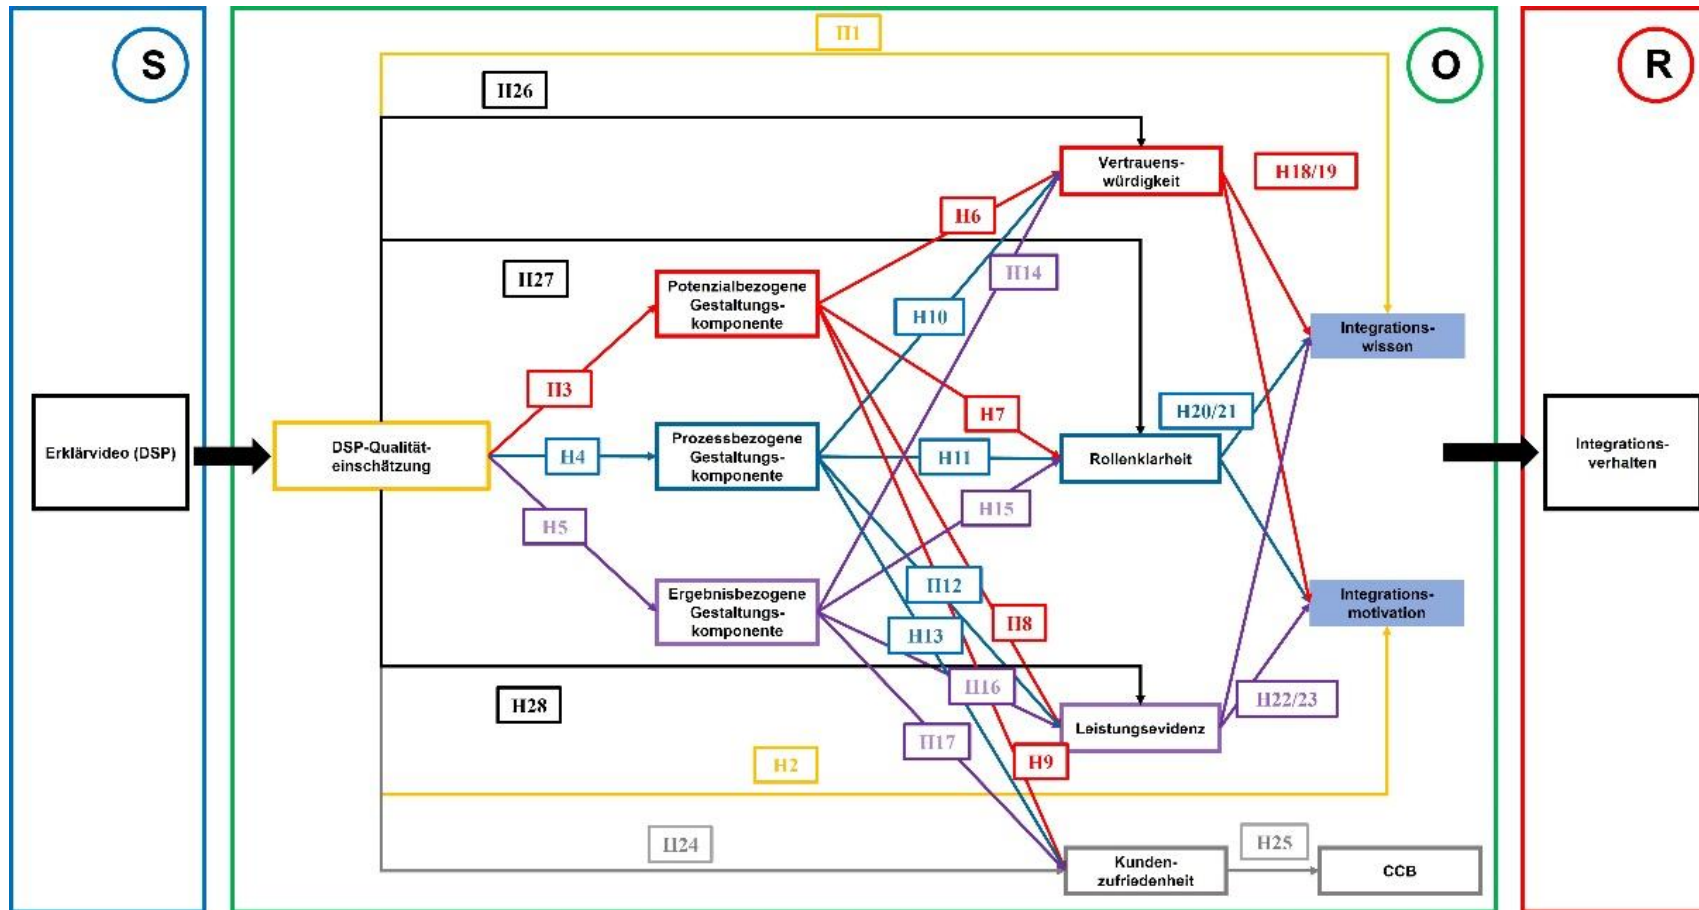 S
O
R
H1
H26
Vertrauens-
würdigkeit
H18/19
H6
H27
H14
Potenzialbezogene
Gestaltungs-
komponente
H10
Integrations-
wissen
H3
H7
H20/21
Erklärvideo (DSP)
DSP-Qualität-
einschätzung
H4
Prozessbezogene
Gestaltungs-
komponente
H11
Rollenklarheit
Integrations-
verhalten
H5
H15
H12
Ergebnisbezogene
Gestaltungs-
komponente
H13
H8
Integrations-
motivation
H16
H28
H22/23
H17
Leistungsevidenz
H2
H9
H24
H25
Kunden-
zufriedenheit
CCB